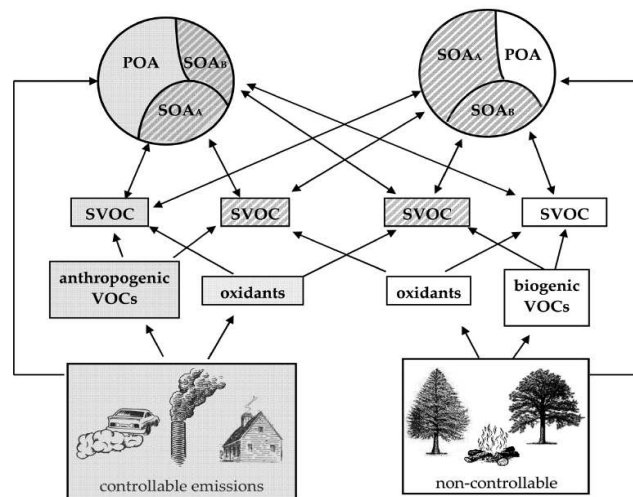 POA
SOAB
SOAA
SOAA
POA
SOAB
SVOC
SVOC
SVOC
SVOC
anthropogenic
VOCs
oxidants
oxidants
biogenic
VOCs
controllable emissions
non-controllable